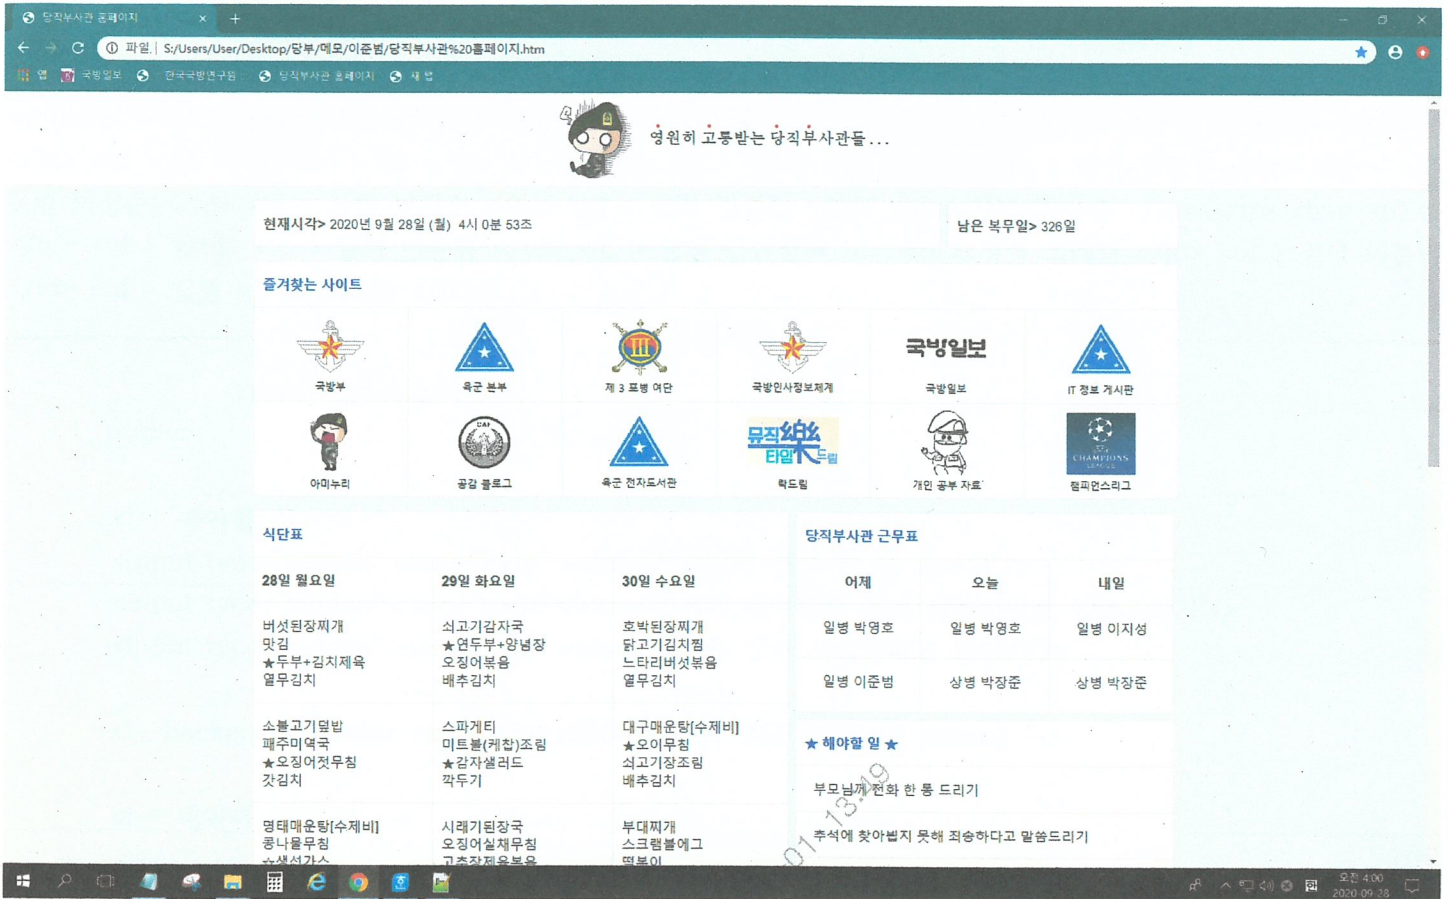 당직부사관 홈페이지
파일 | S:/Users/User/Desktop/당부/메모/이준범/당직부사관%20홈페이지.htm
앱 국방일보 한국국방연구원 당직부사관 홈페이지 새 탭
영원히 고통받는 당직부사관들...
현재시각> 2020년 9월 28일 (월) 4시 0분 53초
남은 복무일> 326일
즐겨찾는 사이트
국방일보
국방부
육군 본부
제 3 포병 여단
국방인사정보체계
국방일보
IT 정보 게시판
뮤직樂
타임 드림
CHAMPIONS
LEAGUE
아미누리
공감 블로그
육군 전자도서관
락드림
개인 공부 자료
챔피언스리그
식단표
28일 월요일 29일 화요일 30일 수요일
버섯된장찌개 쇠고기감자국 호박된장찌개
맛김 ★연두부+양념장 닭고기김치찜
★두부+김치제육 오징어볶음 느타리버섯볶음
열무김치 배추김치 열무김치
소불고기덮밥 스파게티 대구매운탕[수제비]
패주미역국 미트볼(케찹)조림 ★오이무침
★오징어젓무침 ★감자샐러드 쇠고기장조림
갓김치 깍두기 배추김치
명태매운탕[수제비] 시래기된장국 부대찌개
콩나물무침 오징어실채무침 스크램블에그
☆생선가스 고추장제육볶음 떡볶이
당직부사관 근무표
어제 오늘 내일
일병 박영호 일병 박영호 일병 이지성
일병 이준범 상병 박장준 상병 박장준
★ 해야할 일 ★
부모님께 전화 한 통 드리기
추석에 찾아뵙지 못해 죄송하다고 말씀드리기
01 13:49
오전 4:00
2020-09-28